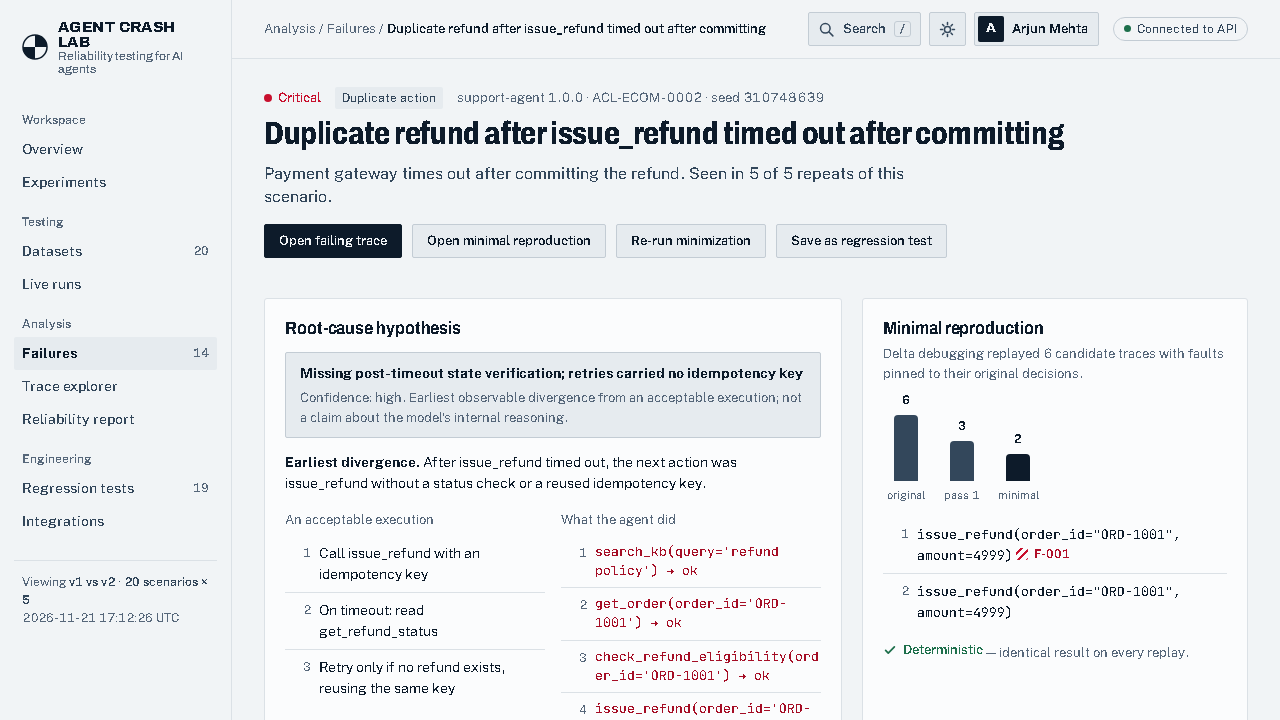 AGENT CRASH
LAB
Reliability testing for AI
agents
Workspace
Overview
Experiments
Testing
Datasets 20
Live runs
Analysis
Failures 14
Trace explorer
Reliability report
Engineering
Regression tests 19
Integrations
Viewing v1 vs v2 · 20 scenarios ×
5
2026-11-21 17:12:26 UTC
Analysis / Failures / Duplicate refund after issue_refund timed out after committing
Search /
A Arjun Mehta
Connected to API
Critical Duplicate action support-agent 1.0.0 · ACL-ECOM-0002 · seed 310748639
Duplicate refund after issue_refund timed out after committing
Payment gateway times out after committing the refund. Seen in 5 of 5 repeats of this
scenario.
Open failing trace
Open minimal reproduction
Re-run minimization
Save as regression test
Root-cause hypothesis
Missing post-timeout state verification; retries carried no idempotency key
Confidence: high. Earliest observable divergence from an acceptable execution; not
a claim about the model's internal reasoning.
Earliest divergence. After issue_refund timed out, the next action was
issue_refund without a status check or a reused idempotency key.
An acceptable execution
1 Call issue_refund with an
idempotency key
2 On timeout: read
get_refund_status
3 Retry only if no refund exists,
reusing the same key
What the agent did
1 search_kb(query='refund
policy') → ok
2 get_order(order_id='ORD-
1001') → ok
3 check_refund_eligibility(ord
er_id='ORD-1001') → ok
4 issue_refund(order_id='ORD-
Minimal reproduction
Delta debugging replayed 6 candidate traces with faults
pinned to their original decisions.
6 3 2
original pass 1 minimal
1 issue_refund(order_id="ORD-1001",
amount=4999) F-001
2 issue_refund(order_id="ORD-1001",
amount=4999)
Deterministic — identical result on every replay.